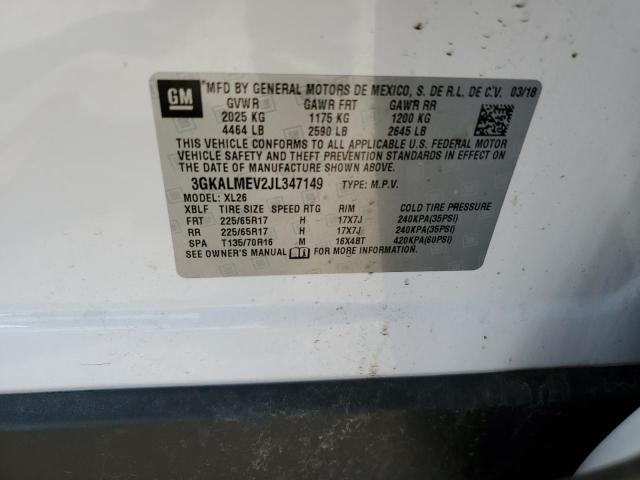 GM
*MFD BY GENERAL MOTORS DE MEXICO, S. DE R.L. DE C.V. 03/18
GVWR GAWR FRT GAWR RR
2025 KG 1175 KG 1200 KG
4464 LB 2590 LB 2645 LB
THIS VEHICLE CONFORMS TO ALL APPLICABLE U.S. FEDERAL MOTOR
VEHICLE SAFETY AND THEFT PREVENTION STANDARDS IN EFFECT ON
THE DATE OF MANUFACTURE SHOWN ABOVE.
3GKALMEV2JL347149 TYPE: M.P.V.
MODEL: XL26
XBLF TIRE SIZE SPEED RTG RIM COLD TIRE PRESSURE
FRT 225/65R17 H 17X7J 240KPA(35PSI)
RR 225/65R17 H 17X7J 240KPA(35PSI)
SPA T135/70R16 M 16X4BT 420KPA(60PSI)
SEE OWNER'S MANUAL FOR MORE INFORMATION.